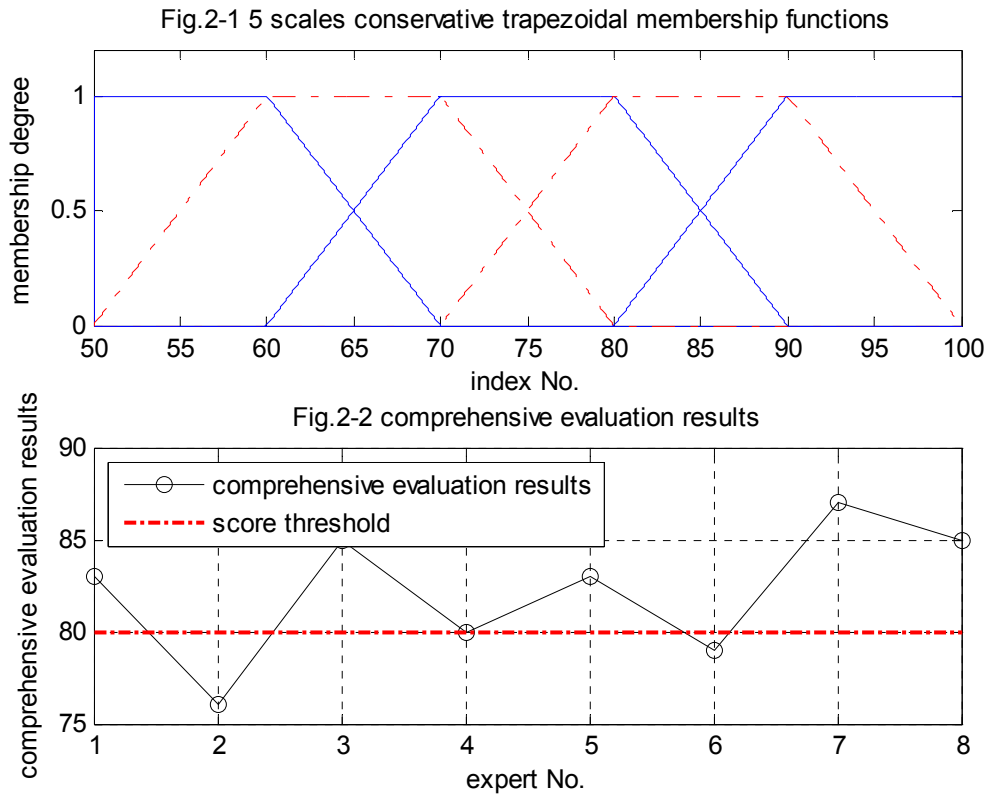 Fig.2-1 5 scales conservative trapezoidal membership functions
1
0.5
0
membership degree
50 55 60 65 70 75 80 85 90 95 100
index No.
Fig.2-2 comprehensive evaluation results
90
85
80
75
comprehensive evaluation results
comprehensive evaluation results
score threshold
1 2 3 4 5 6 7 8
expert No.